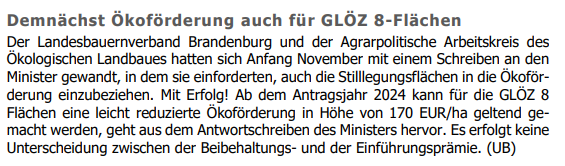 Demnächst Ökoförderung auch für GLÖZ 8-Flächen
Der Landesbauernverband Brandenburg und der Agrarpolitische Arbeitskreis des
Ökologischen Landbaues hatten sich Anfang November mit einem Schreiben an den
Minister gewandt, in dem sie einforderten, auch die Stilllegungsflächen in die Ökoför-
derung einzubeziehen. Mit Erfolg! Ab dem Antragsjahr 2024 kann für die GLÖZ 8
Flächen eine leicht reduzierte Ökoförderung in Höhe von 170 EUR/ha geltend ge-
macht werden, geht aus dem Antwortschreiben des Ministers hervor. Es erfolgt keine
Unterscheidung zwischen der Beibehaltungs- und der Einführungsprämie. (UB)